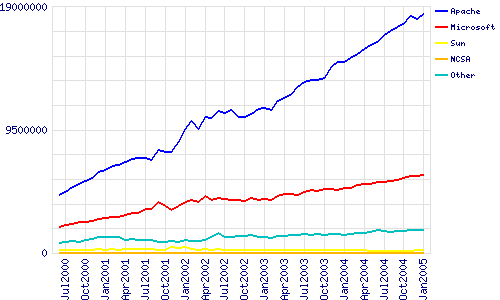 19000000
9500000
0
Apache
Microsoft
Sun
NCSA
Other
Jul2000
Oct2000
Jan2001
Apr2001
Jul2001
Oct2001
Jan2002
Apr2002
Jul2002
Oct2002
Jan2003
Apr2003
Jul2003
Oct2003
Jan2004
Apr2004
Jul2004
Oct2004
Jan2005